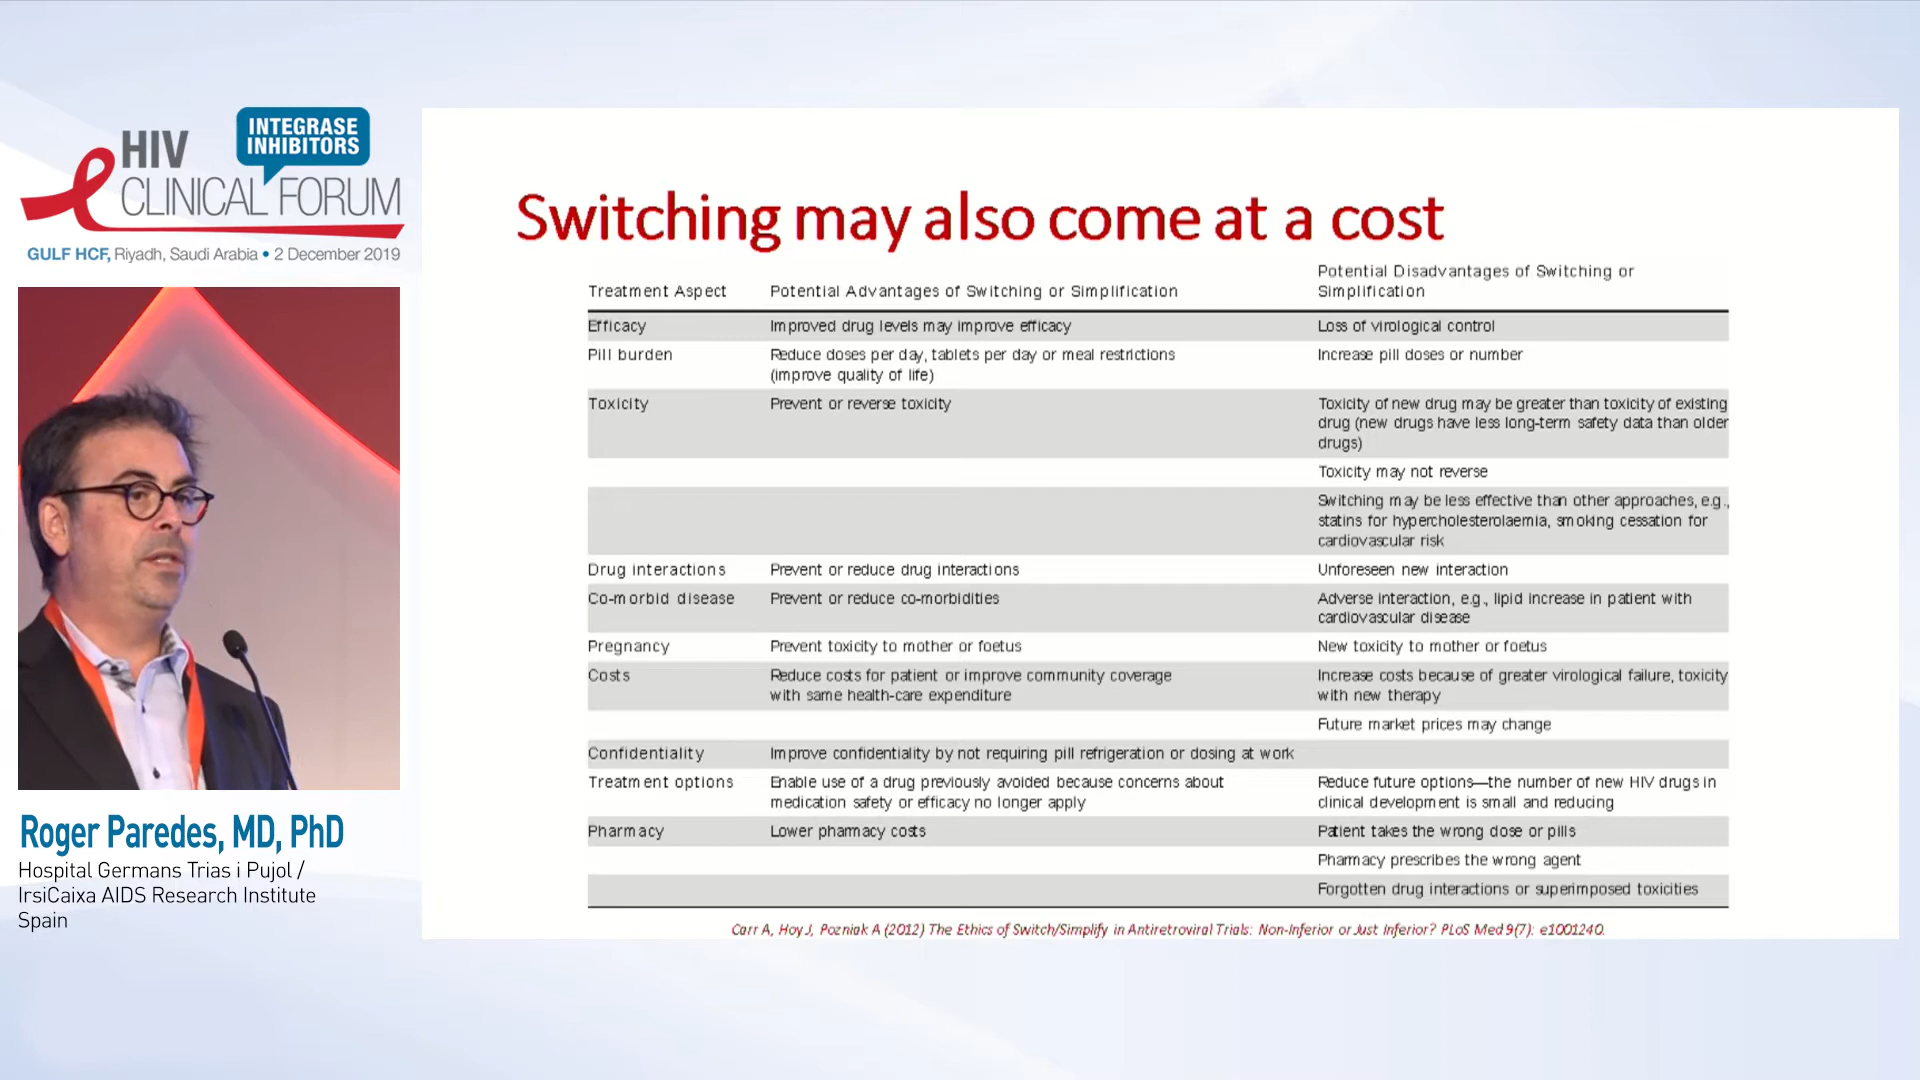 INTEGRASE
INHIBITORS
HIV
CLINICAL FORUM
GULF HCF, Riyadh, Saudi Arabia • 2 December 2019
Roger Paredes, MD, PhD
Hospital Germans Trias i Pujol /
IrsiCaixa AIDS Research Institute
Spain
Switching may also come at a cost
Treatment Aspect
Potential Advantages of Switching or Simplification
Potential Disadvantages of Switching or
Simplification
Efficacy
Improved drug levels may improve efficacy
Loss of virological control
Pill burden
Reduce doses per day, tablets per day or meal restrictions
(improve quality of life)
Increase pill doses or number
Toxicity
Prevent or reverse toxicity
Toxicity of new drug may be greater than toxicity of existing
drug (new drugs have less long-term safety data than older
drugs)
Toxicity may not reverse
Switching may be less effective than other approaches, e.g.,
statins for hypercholesterolaemia, smoking cessation for
cardiovascular risk
Drug interactions
Prevent or reduce drug interactions
Unforeseen new interaction
Co-morbid disease
Prevent or reduce co-morbidities
Adverse interaction, e.g., lipid increase in patient with
cardiovascular disease
Pregnancy
Prevent toxicity to mother or foetus
New toxicity to mother or foetus
Costs
Reduce costs for patient or improve community coverage
with same health-care expenditure
Increase costs because of greater virological failure, toxicity
with new therapy
Future market prices may change
Confidentiality
Improve confidentiality by not requiring pill refrigeration or dosing at work
Treatment options
Enable use of a drug previously avoided because concerns about
medication safety or efficacy no longer apply
Reduce future options—the number of new HIV drugs in
clinical development is small and reducing
Pharmacy
Lower pharmacy costs
Patient takes the wrong dose or pills
Pharmacy prescribes the wrong agent
Forgotten drug interactions or superimposed toxicities
Carr A, Hoy J, Pozniak A (2012) The Ethics of Switch/Simplify in Antiretroviral Trials: Non-Inferior or Just Inferior? PLoS Med 9(7): e1001240.